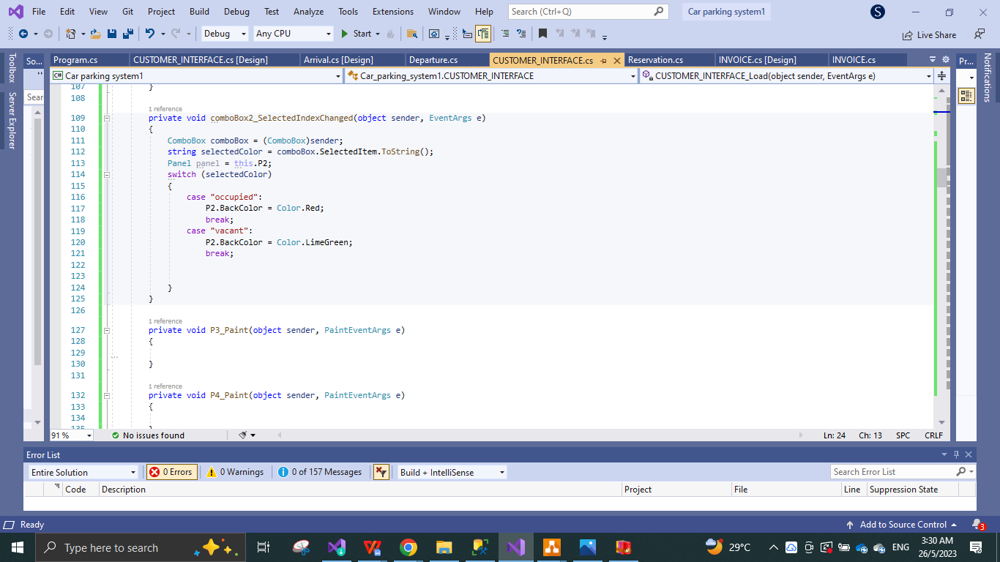 File Edit View Git Project Build Debug Test Analyze Tools Extensions Window Help Search (Ctrl+Q) Car parking system1 S
Debug Any CPU Start Live Share
Toolbox
Server Explorer
So...
Sear
Program.cs CUSTOMER_INTERFACE.cs [Design] Arrival.cs [Design] Departure.cs CUSTOMER_INTERFACE.cs Reservation.cs INVOICE.cs [Design] INVOICE.cs
Pr...
Notifications
C# Car parking system1 Car_parking_system1.CUSTOMER_INTERFACE CUSTOMER_INTERFACE_Load(object sender, EventArgs e)
107 }
108
1 reference
109 private void comboBox2_SelectedIndexChanged(object sender, EventArgs e)
110 {
111 ComboBox comboBox = (ComboBox)sender;
112 string selectedColor = comboBox.SelectedItem.ToString();
113 Panel panel = this.P2;
114 switch (selectedColor)
115 {
116 case "occupied":
117 P2.BackColor = Color.Red;
118 break;
119 case "vacant":
120 P2.BackColor = Color.LimeGreen;
121 break;
122
123
124 }
125 }
126
1 reference
127 private void P3_Paint(object sender, PaintEventArgs e)
128 {
129
130 }
131
1 reference
132 private void P4_Paint(object sender, PaintEventArgs e)
133 {
134
135 }
91 % No issues found Ln: 24 Ch: 13 SPC CRLF
Error List
Entire Solution 0 Errors 0 Warnings 0 of 157 Messages Build + IntelliSense Search Error List
Code Description Project File Line Suppression State
Ready Add to Source Control 3
Type here to search 29°C ENG 3:30 AM
26/5/2023